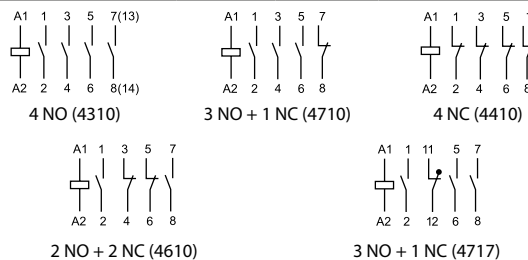 A1 1 3 5 7(13)
A2 2 4 6 8(14)
4 NO (4310)
A1 1 3 5 7
A2 2 4 6 8
3 NO + 1 NC (4710)
A1 1 3 5
A2 2 4 6 8
4 NC (4410)
A1 1 3 5 7
A2 2 4 6 8
2 NO + 2 NC (4610)
A1 1 11 5 7
A2 2 12 6 8
3 NO + 1 NC (4717)